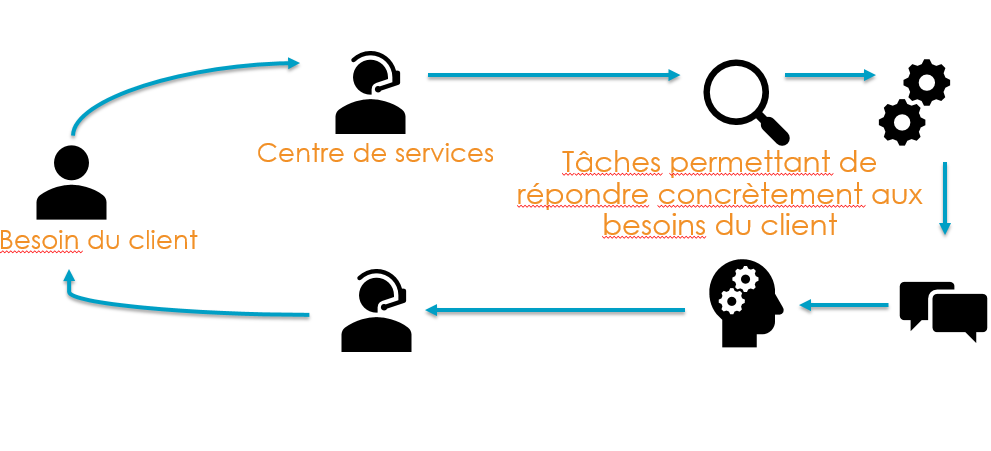 Centre de services
Tâches permettant de
répondre concrètement aux
besoins du client
Besoin du client